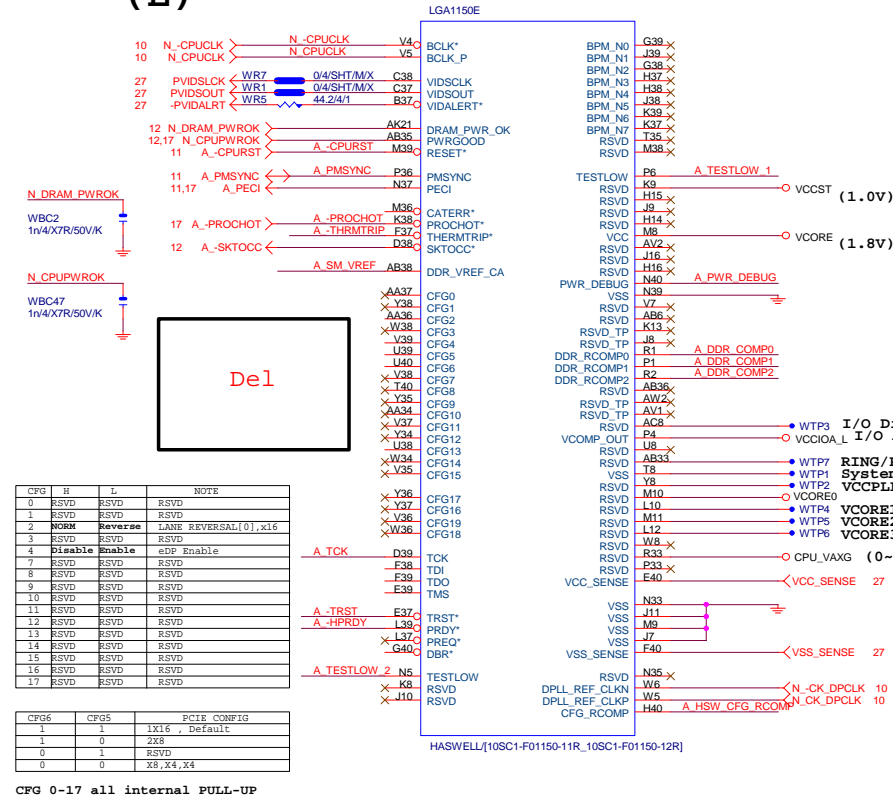 (E)
LGA1150E
10 N_-CPUCLK N_-CPUCLK V4 BCLK* BPM_N0 G39
10 N_CPUCLK N_CPUCLK V5 BCLK_P BPM_N1 J39
BPM_N2 G38
27 PVIDSLCK WR7 0/4/SHT/M/X C38 VIDSCLK BPM_N3 H37
27 PVIDSOUT WR1 0/4/SHT/M/X C37 VIDSOUT BPM_N4 H38
27 -PVIDALRT WR5 44.2/4/1 B37 VIDALERT* BPM_N5 J38
BPM_N6 K39
12 N_DRAM_PWROK AK21 DRAM_PWR_OK BPM_N7 K37
12,17 N_CPUPWROK AB35 PWRGOOD RSVD T35
11 A_-CPURST A_-CPURST M39 RESET* RSVD M38
11 A_PMSYNC A_PMSYNC P36 PMSYNC TESTLOW P6 A_TESTLOW_1
11,17 A_PECI N37 PECI RSVD K9 VCCST (1.0V)
RSVD H15
M36 CATERR* RSVD J9
17 A_-PROCHOT A_-PROCHOT K38 PROCHOT* RSVD H14
A_-THRMTRIP F37 THERMTRIP* VCC M8 VCORE (1.8V)
12 A_-SKTOCC D38 SKTOCC* RSVD AV2
RSVD J16
A_SM_VREF AB38 DDR_VREF_CA RSVD H16
PWR_DEBUG N40 A_PWR_DEBUG
N_DRAM_PWROK
WBC2
1n/4/X7R/50V/K
N_CPUPWROK
WBC47
1n/4/X7R/50V/K
AA37 CFG0 VSS N39
Y38 CFG1 RSVD V7
AA36 CFG2 RSVD AB6
W38 CFG3 RSVD_TP K13
V39 CFG4 RSVD_TP J8
U39 CFG5 DDR_RCOMP0 R1 A_DDR_COMP0
U40 CFG6 DDR_RCOMP1 P1 A_DDR_COMP1
V38 CFG7 DDR_RCOMP2 R2 A_DDR_COMP2
T40 CFG8 RSVD AB36
Y35 CFG9 RSVD_TP AW2
AA34 CFG10 RSVD_TP AV1
V37 CFG11 RSVD AC8 WTP3 I/O Di
Y34 CFG12 VCOMP_OUT P4 VCCIOA_L I/O
U38 CFG13 RSVD U8
W34 CFG14 RSVD AB33 WTP7 RING/
V35 CFG15 VSS T8 WTP1 System
RSVD Y8 WTP2 VCCPLL
Y36 CFG17 RSVD M10 VCORE0
Y37 CFG16 RSVD L10 WTP4 VCORE1
V36 CFG19 RSVD M11 WTP5 VCORE2
W36 CFG18 RSVD L12 WTP6 VCORE3
RSVD W8
A_TCK D39 TCK RSVD R33 CPU_VAXG (0~
F38 TDI RSVD P33
F39 TDO VCC_SENSE E40 VCC_SENSE 27
E39 TMS
VSS N33
A_-TRST E37 TRST* VSS J11
A_-HPRDY L39 PRDY* VSS M9
L37 PREQ* VSS J7
G40 DBR* VSS_SENSE F40 VSS_SENSE 27
A_TESTLOW_2 N5 TESTLOW RSVD N35
K8 RSVD DPLL_REF_CLKN W6 N_-CK_DPCLK 10
J10 RSVD DPLL_REF_CLKP W5 N_CK_DPCLK 10
CFG_RCOMP H40 A_HSW_CFG_RCOMP
HASWELL/[10SC1-F01150-11R_10SC1-F01150-12R]
Del
CFG H L NOTE
0 RSVD RSVD RSVD
1 RSVD RSVD RSVD
2 NORM Reverse LANE REVERSAL[0],x16
3 RSVD RSVD RSVD
4 Disable Enable eDP Enable
7 RSVD RSVD RSVD
8 RSVD RSVD RSVD
9 RSVD RSVD RSVD
10 RSVD RSVD RSVD
11 RSVD RSVD RSVD
12 RSVD RSVD RSVD
13 RSVD RSVD RSVD
14 RSVD RSVD RSVD
15 RSVD RSVD RSVD
16 RSVD RSVD RSVD
17 RSVD RSVD RSVD
CFG6 CFG5 PCIE CONFIG
1 1 1X16 , Default
1 0 2X8
0 1 RSVD
0 0 X8,X4,X4
CFG 0-17 all internal PULL-UP